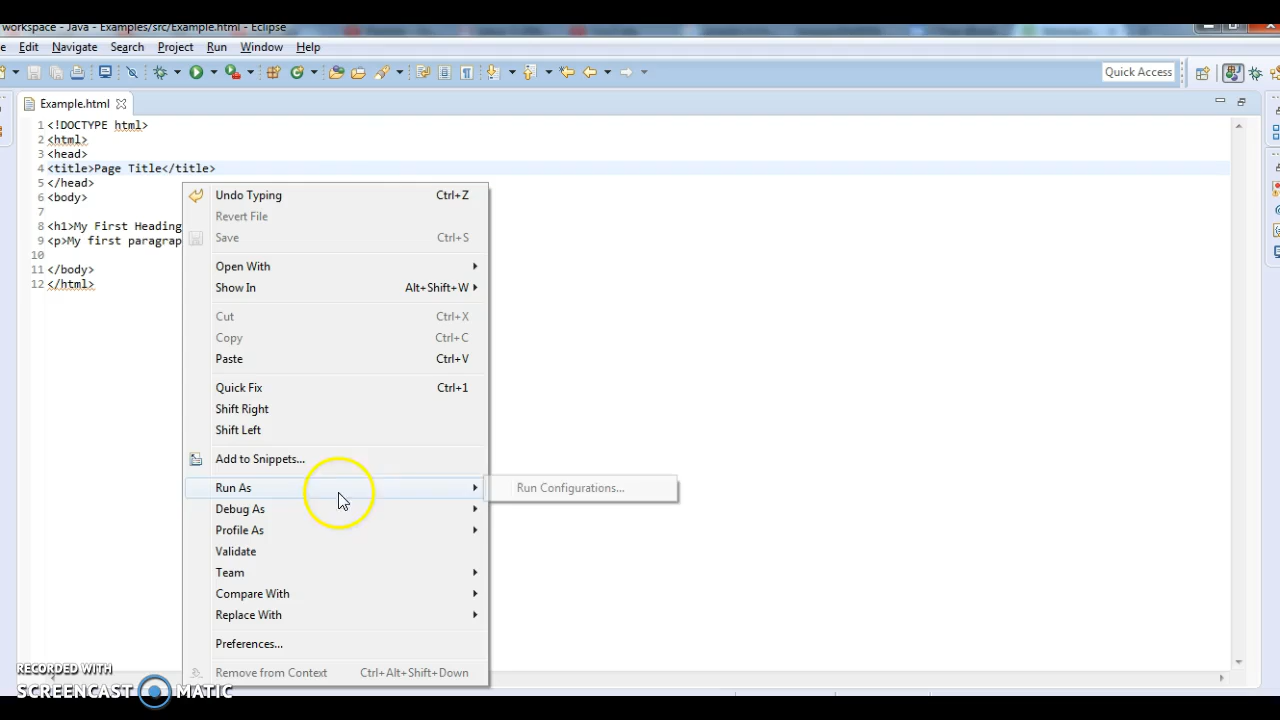 workspace - Java - Examples/src/Example.html - Eclipse
e Edit Navigate Search Project Run Window Help
Quick Access
Example.html
1 <!DOCTYPE html>
2 <html>
3 <head>
4 <title>Page Title</title>
5 </head>
6 <body>
7
8 <h1>My First Heading
9 <p>My first paragrap
10
11 </body>
12 </html>
Undo Typing Ctrl+Z
Revert File
Save Ctrl+S
Open With
Show In Alt+Shift+W
Cut Ctrl+X
Copy Ctrl+C
Paste Ctrl+V
Quick Fix Ctrl+1
Shift Right
Shift Left
Add to Snippets...
Run As
Run Configurations...
Debug As
Profile As
Validate
Team
Compare With
Replace With
Preferences...
Remove from Context Ctrl+Alt+Shift+Down
RECORDED WITH
SCREENCAST MATIC